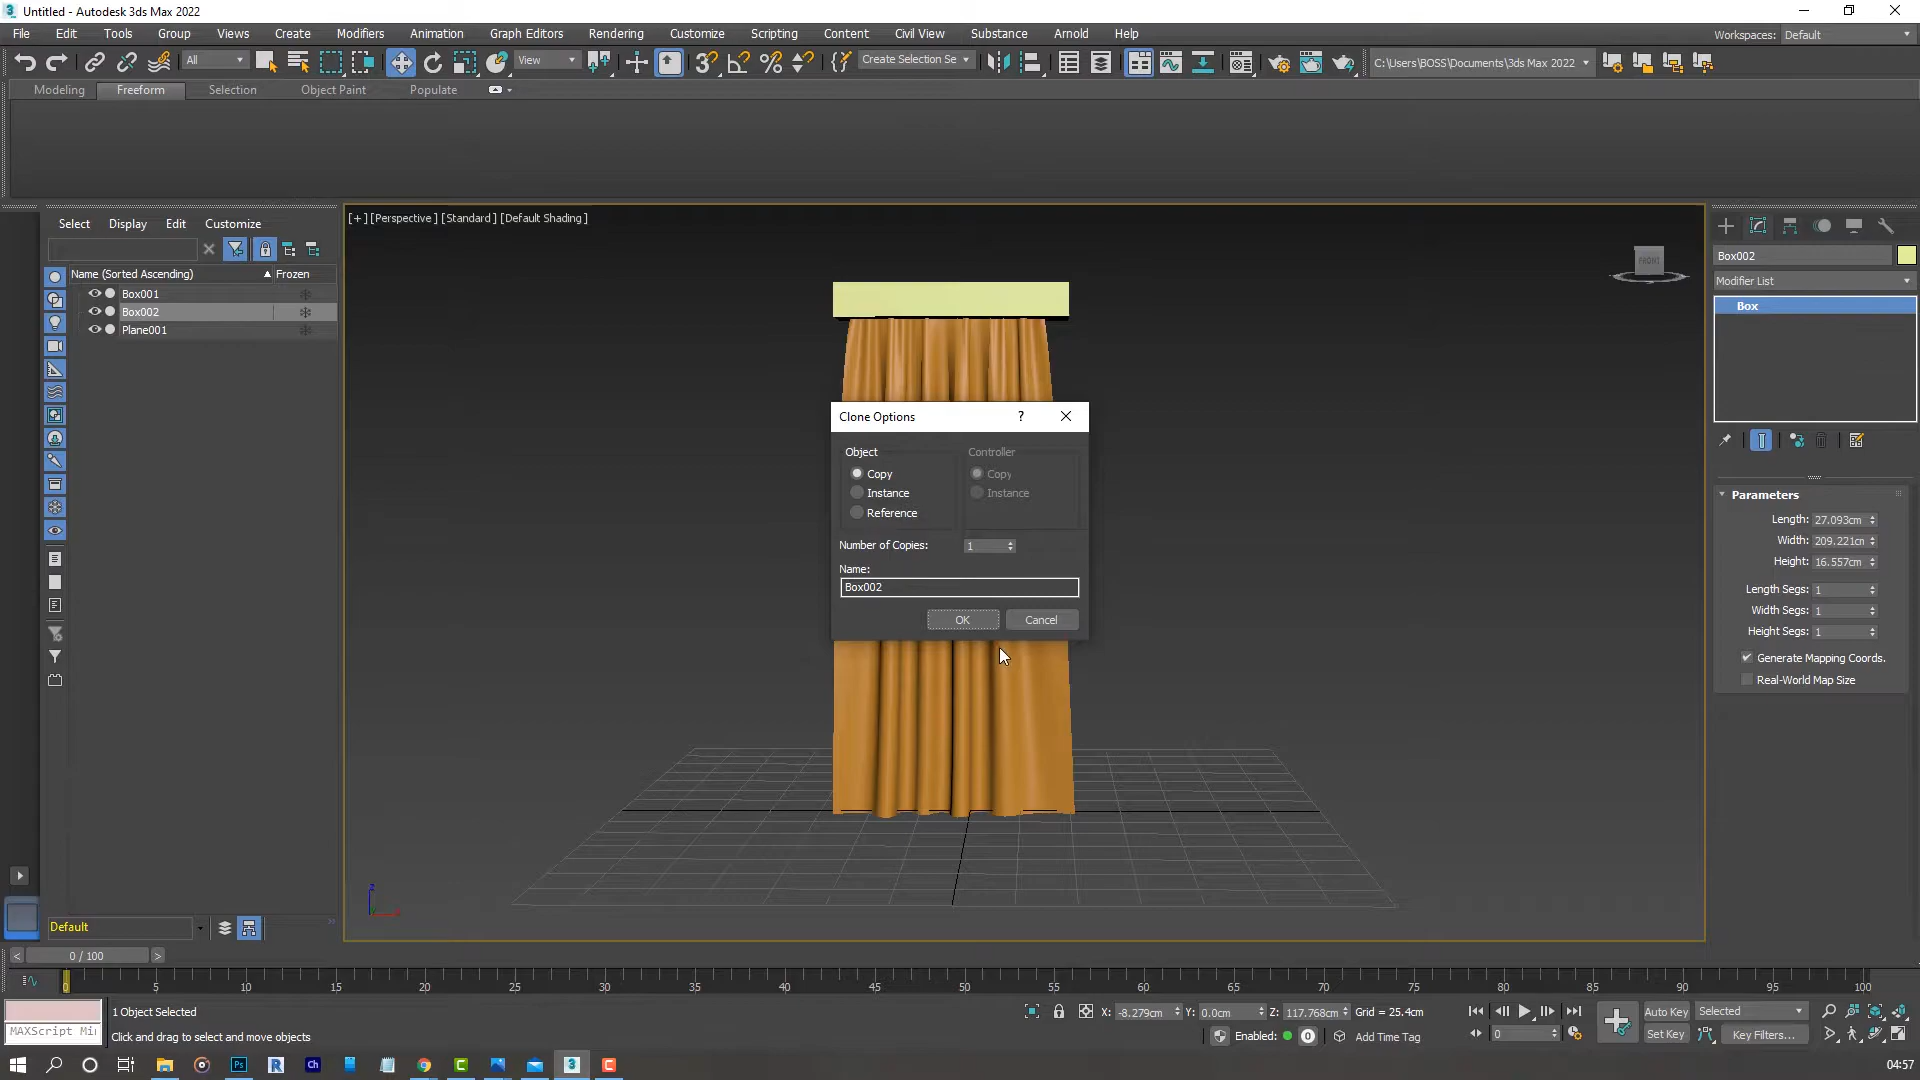 Untitled - Autodesk 3ds Max 2022
File Edit Tools Group Views Create Modifiers Animation Graph Editors Rendering Customize Scripting Content Civil View Substance Arnold Help
Workspaces: Default
All View Create Selection Se C:\Users\BOSS\Documents\3ds Max 2022
Modeling Freeform Selection Object Paint Populate
Select Display Edit Customize
[+] [Perspective] [Standard] [Default Shading]
FRONT
Name (Sorted Ascending) Frozen
Box001
Box002
Plane001
Box002
Modifier List
Box
Clone Options ?
Object Controller
Copy Copy
Instance Instance
Reference
Number of Copies: 1
Name:
Box002
OK Cancel
Parameters
Length: 27.093cm
Width: 209.221cm
Height: 16.557cm
Length Segs: 1
Width Segs: 1
Height Segs: 1
Generate Mapping Coords.
Real-World Map Size
Default
0 / 100
0 5 10 15 20 25 30 35 40 45 50 55 60 65 70 75 80 85 90 95 100
1 Object Selected
MAXScript Mi
Click and drag to select and move objects
X: -8.279cm Y: 0.0cm Z: 117.768cm Grid = 25.4cm
Enabled: 0 Add Time Tag
Auto Key Selected
0 Set Key Key Filters...
04:57